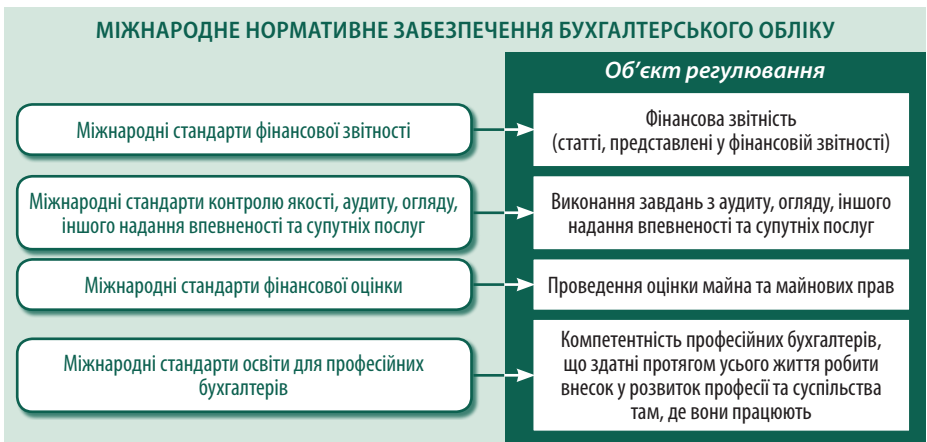 МІЖНАРОДНЕ НОРМАТИВНЕ ЗАБЕЗПЕЧЕННЯ БУХГАЛТЕРСЬКОГО ОБЛІКУ
Об’єкт регулювання
Міжнародні стандарти фінансової звітності
Фінансова звітність
(статті, представлені у фінансовій звітності)
Міжнародні стандарти контролю якості, аудиту, огляду,
іншого надання впевненості та супутніх послуг
Виконання завдань з аудиту, огляду, іншого
надання впевненості та супутніх послуг
Міжнародні стандарти фінансової оцінки
Проведення оцінки майна та майнових прав
Міжнародні стандарти освіти для професійних
бухгалтерів
Компетентність професійних бухгалтерів,
що здатні протягом усього життя робити
внесок у розвиток професії та суспільства
там, де вони працюють